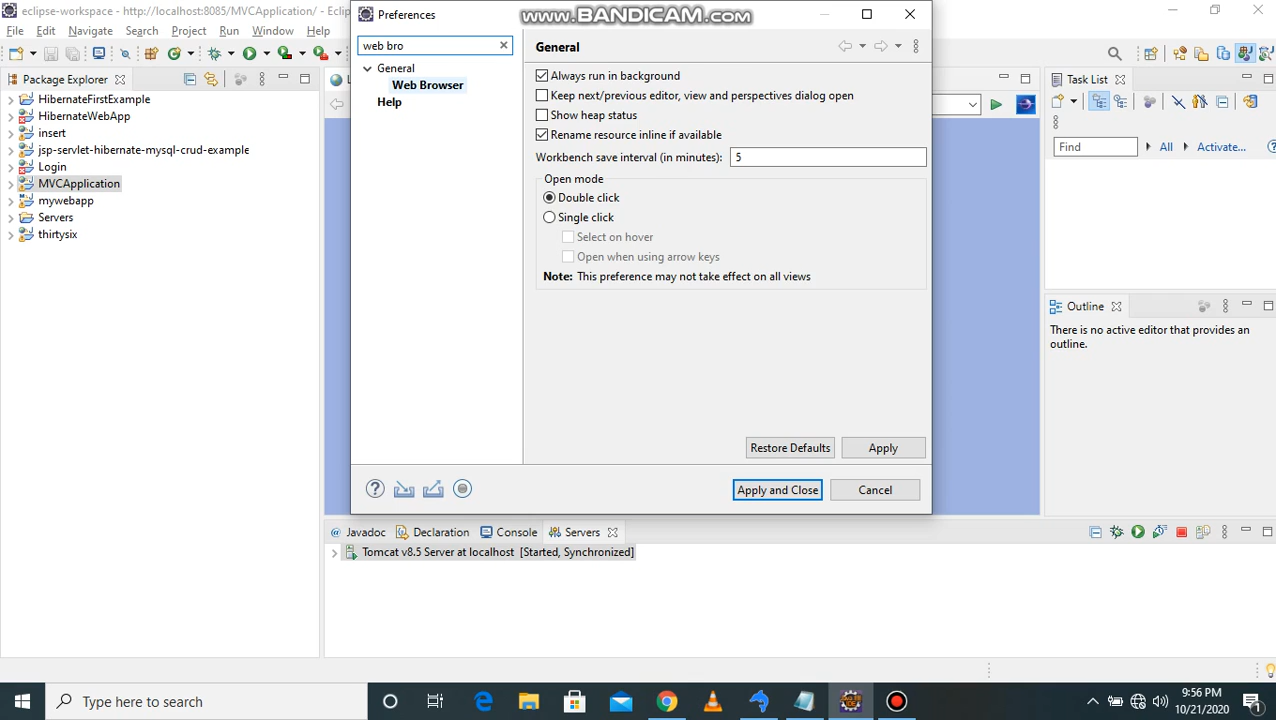 eclipse-workspace - http://localhost:8085/MVCApplication/
Preferences
www.BANDICAM.com
File Edit Navigate Search Project Run Window Help
web bro
General
Web Browser
Help
General
Always run in background
Keep next/previous editor, view and perspectives dialog open
Show heap status
Rename resource inline if available
Workbench save interval (in minutes): 5
Open mode
Double click
Single click
Select on hover
Open when using arrow keys
Note: This preference may not take effect on all views
Restore Defaults Apply
Apply and Close Cancel
Package Explorer
HibernateFirstExample
HibernateWebApp
insert
jsp-servlet-hibernate-mysql-crud-example
Login
MVCApplication
mywebapp
Servers
thirtysix
Task List
Find All Activate...
Outline
There is no active editor that provides an
outline.
Javadoc Declaration Console Servers
Tomcat v8.5 Server at localhost [Started, Synchronized]
Type here to search
9:56 PM
10/21/2020
1